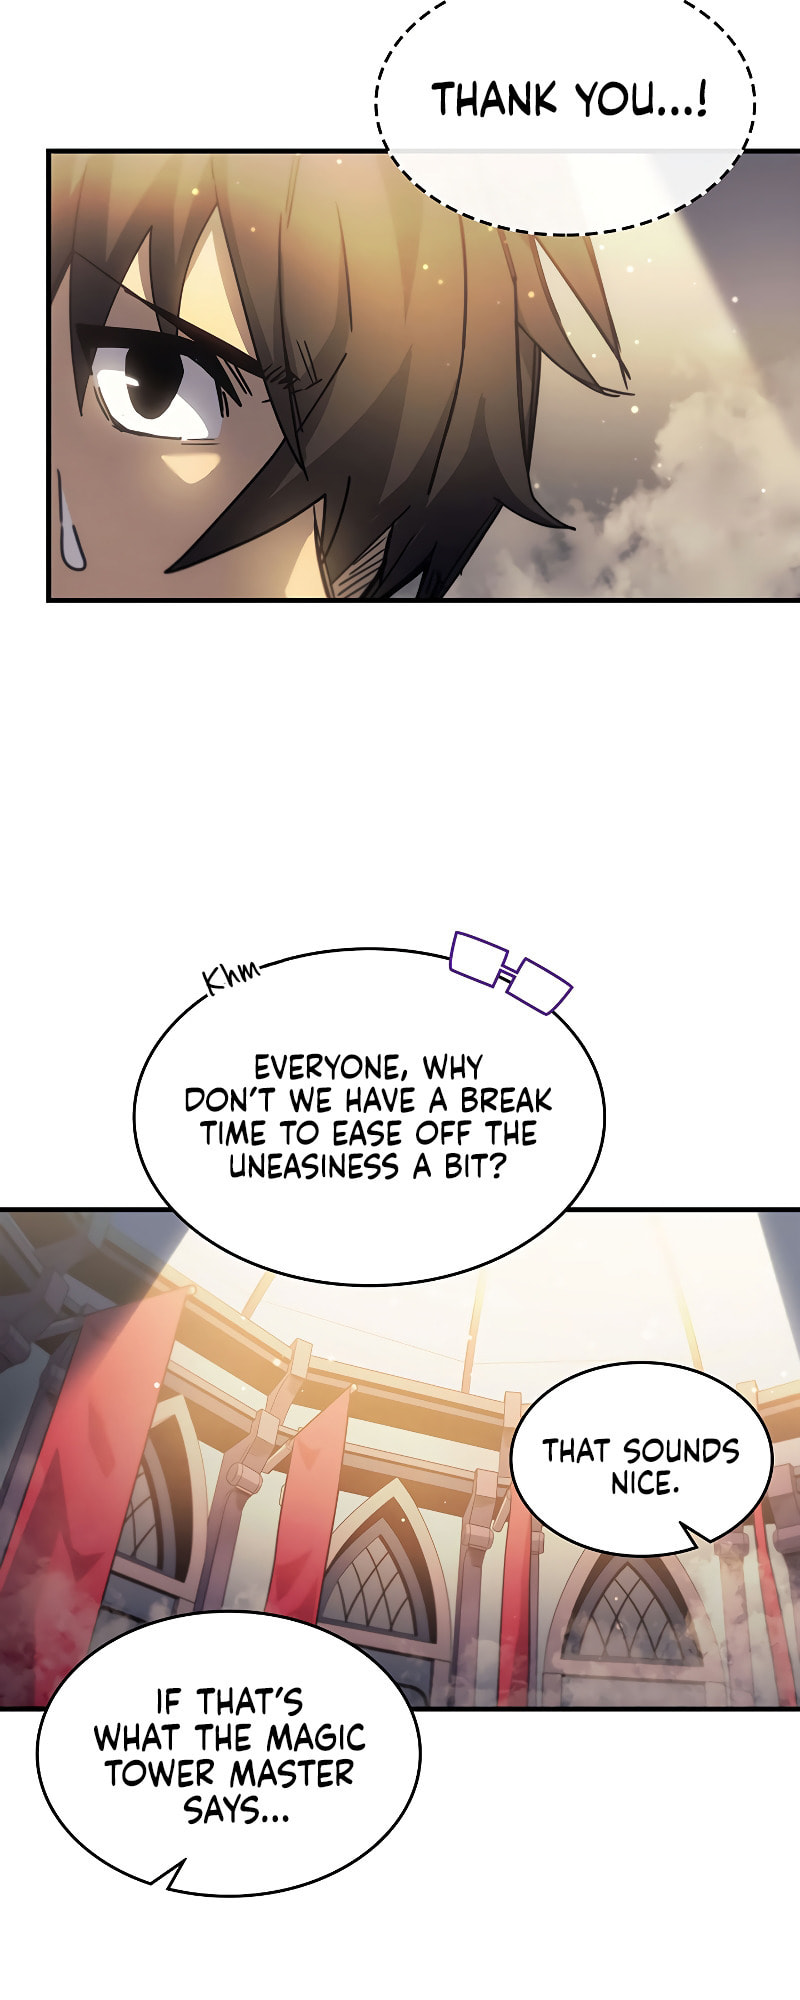 THANK YOU...!
Khm
EVERYONE, WHY
DON'T WE HAVE A BREAK
TIME TO EASE OFF THE
UNEASINESS A BIT?
THAT SOUNDS
NICE.
IF THAT'S
WHAT THE MAGIC
TOWER MASTER
SAYS...